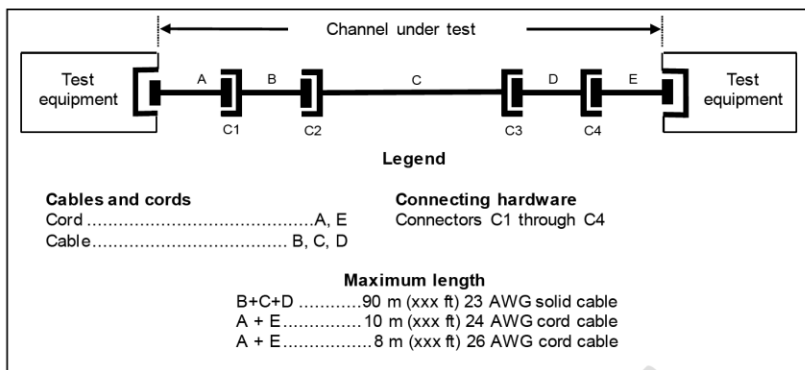 Channel under test
Test equipment
A B C D E
Test equipment
C1 C2 C3 C4
Legend
Cables and cords
Cord ..........................................A, E
Cable..................................... B, C, D
Connecting hardware
Connectors C1 through C4
Maximum length
B+C+D ............90 m (xxx ft) 23 AWG solid cable
A + E............... 10 m (xxx ft) 24 AWG cord cable
A + E.................8 m (xxx ft) 26 AWG cord cable